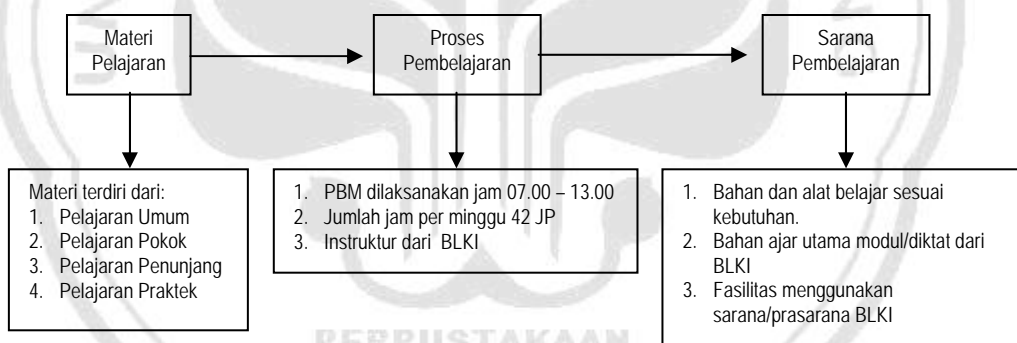 Materi
Pelajaran
Proses
Pembelajaran
Sarana
Pembelajaran
Materi terdiri dari:
1. Pelajaran Umum
2. Pelajaran Pokok
3. Pelajaran Penunjang
4. Pelajaran Praktek
1. PBM dilaksanakan jam 07.00 – 13.00
2. Jumlah jam per minggu 42 JP
3. Instruktur dari BLKI
1. Bahan dan alat belajar sesuai
kebutuhan.
2. Bahan ajar utama modul/diktat dari
BLKI
3. Fasilitas menggunakan
sarana/prasarana BLKI
PERPUSTAKAAN